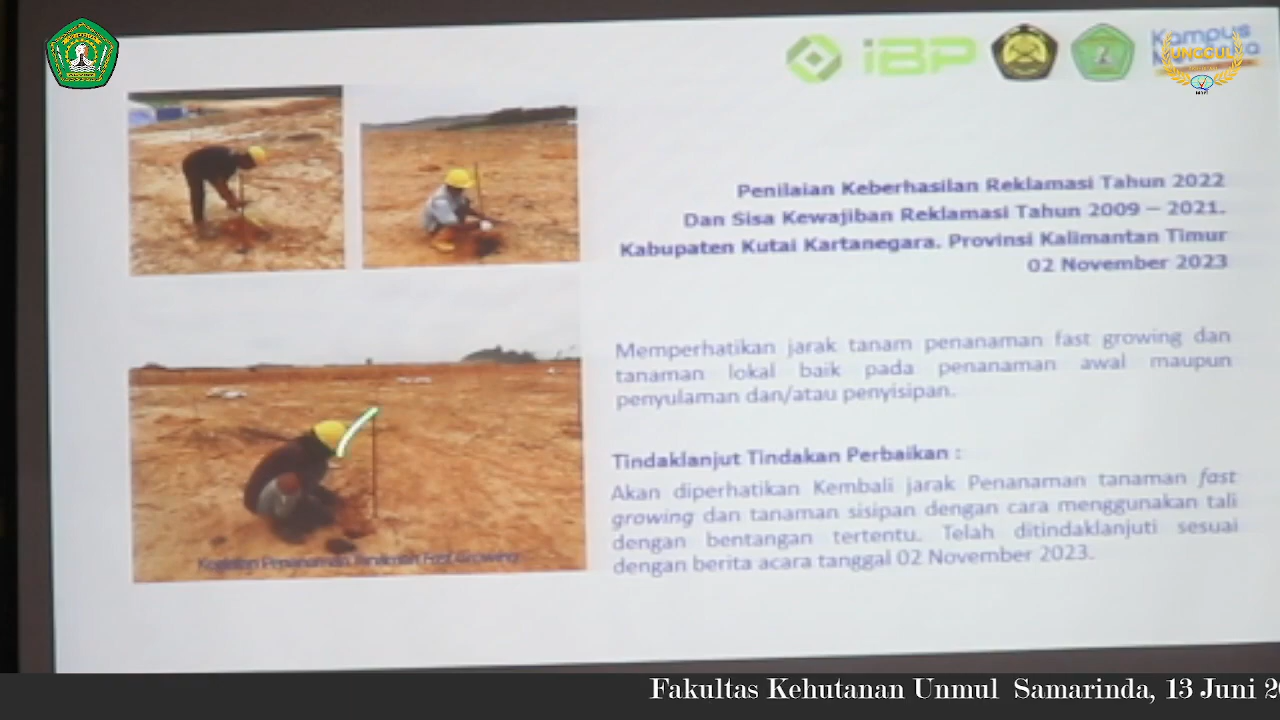 iBP
Kampus
UNGGUL
Penilaian Keberhasilan Reklamasi Tahun 2022
Dan Sisa Kewajiban Reklamasi Tahun 2009 – 2021.
Kabupaten Kutai Kartanegara. Provinsi Kalimantan Timur
02 November 2023
Memperhatikan jarak tanam penanaman fast growing dan
tanaman lokal baik pada penanaman awal maupun
penyulaman dan/atau penyisipan.
Tindaklanjut Tindakan Perbaikan :
Akan diperhatikan Kembali jarak Penanaman tanaman fast
growing dan tanaman sisipan dengan cara menggunakan tali
dengan bentangan tertentu. Telah ditindaklanjuti sesuai
dengan berita acara tanggal 02 November 2023.
Kegiatan Penanaman Tanaman Fast Growing
Fakultas Kehutanan Unmul Samarinda, 13 Juni 20